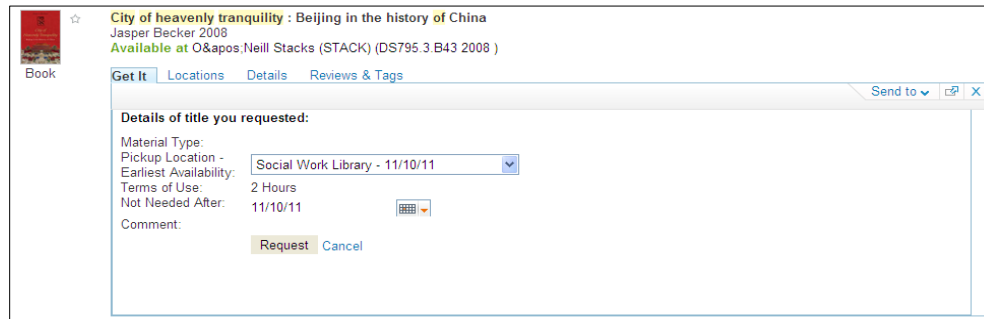 City of heavenly tranquility : Beijing in the history of China
Jasper Becker 2008
Available at O&apos;Neill Stacks (STACK) (DS795.3.B43 2008 )
Book
Get It Locations Details Reviews & Tags
Send to
Details of title you requested:
Material Type:
Pickup Location -
Earliest Availability:
Social Work Library - 11/10/11
Terms of Use: 2 Hours
Not Needed After: 11/10/11
Comment:
Request Cancel